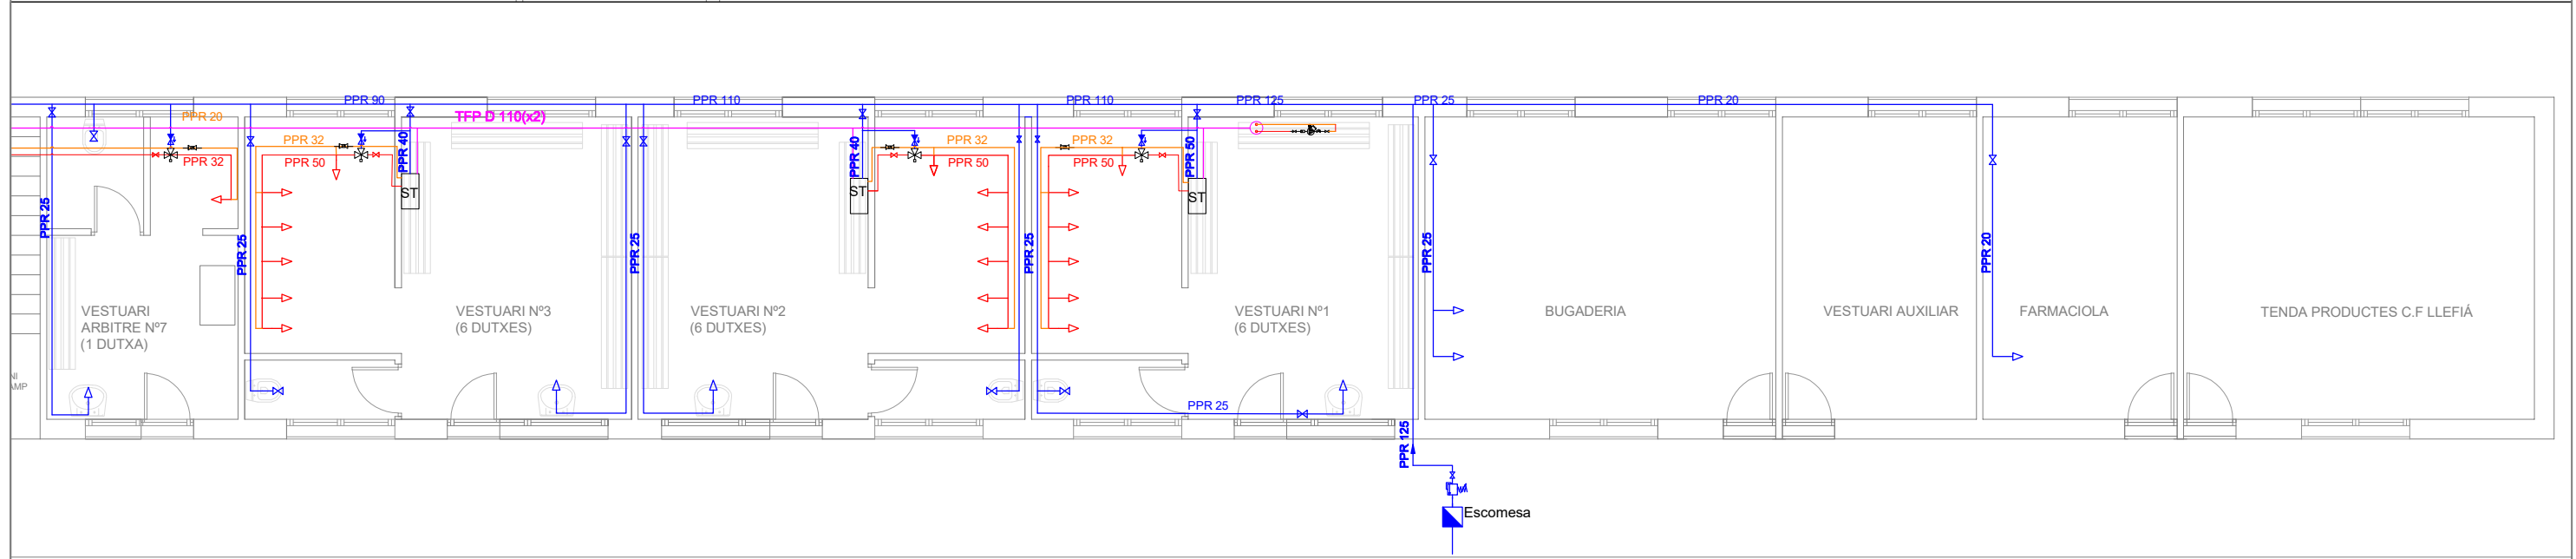 PPR 90
PPR 110
PPR 110
PPR 125
PPR 25
PPR 20
PPR 20
TFP D 110(x2)
PPR 32
PPR 32
PPR 32
PPR 32
PPR 50
PPR 50
PPR 50
PPR 40
PPR 40
PPR 50
ST
ST
ST
PPR 25
PPR 25
PPR 25
PPR 25
PPR 25
PPR 20
VESTUARI
ARBITRE Nº7
(1 DUTXA)
VESTUARI Nº3
(6 DUTXES)
VESTUARI Nº2
(6 DUTXES)
VESTUARI Nº1
(6 DUTXES)
BUGADERIA
VESTUARI AUXILIAR
FARMACIOLA
TENDA PRODUCTES C.F LLEFIÁ
NI
AMP
PPR 25
PPR 125
Escomesa